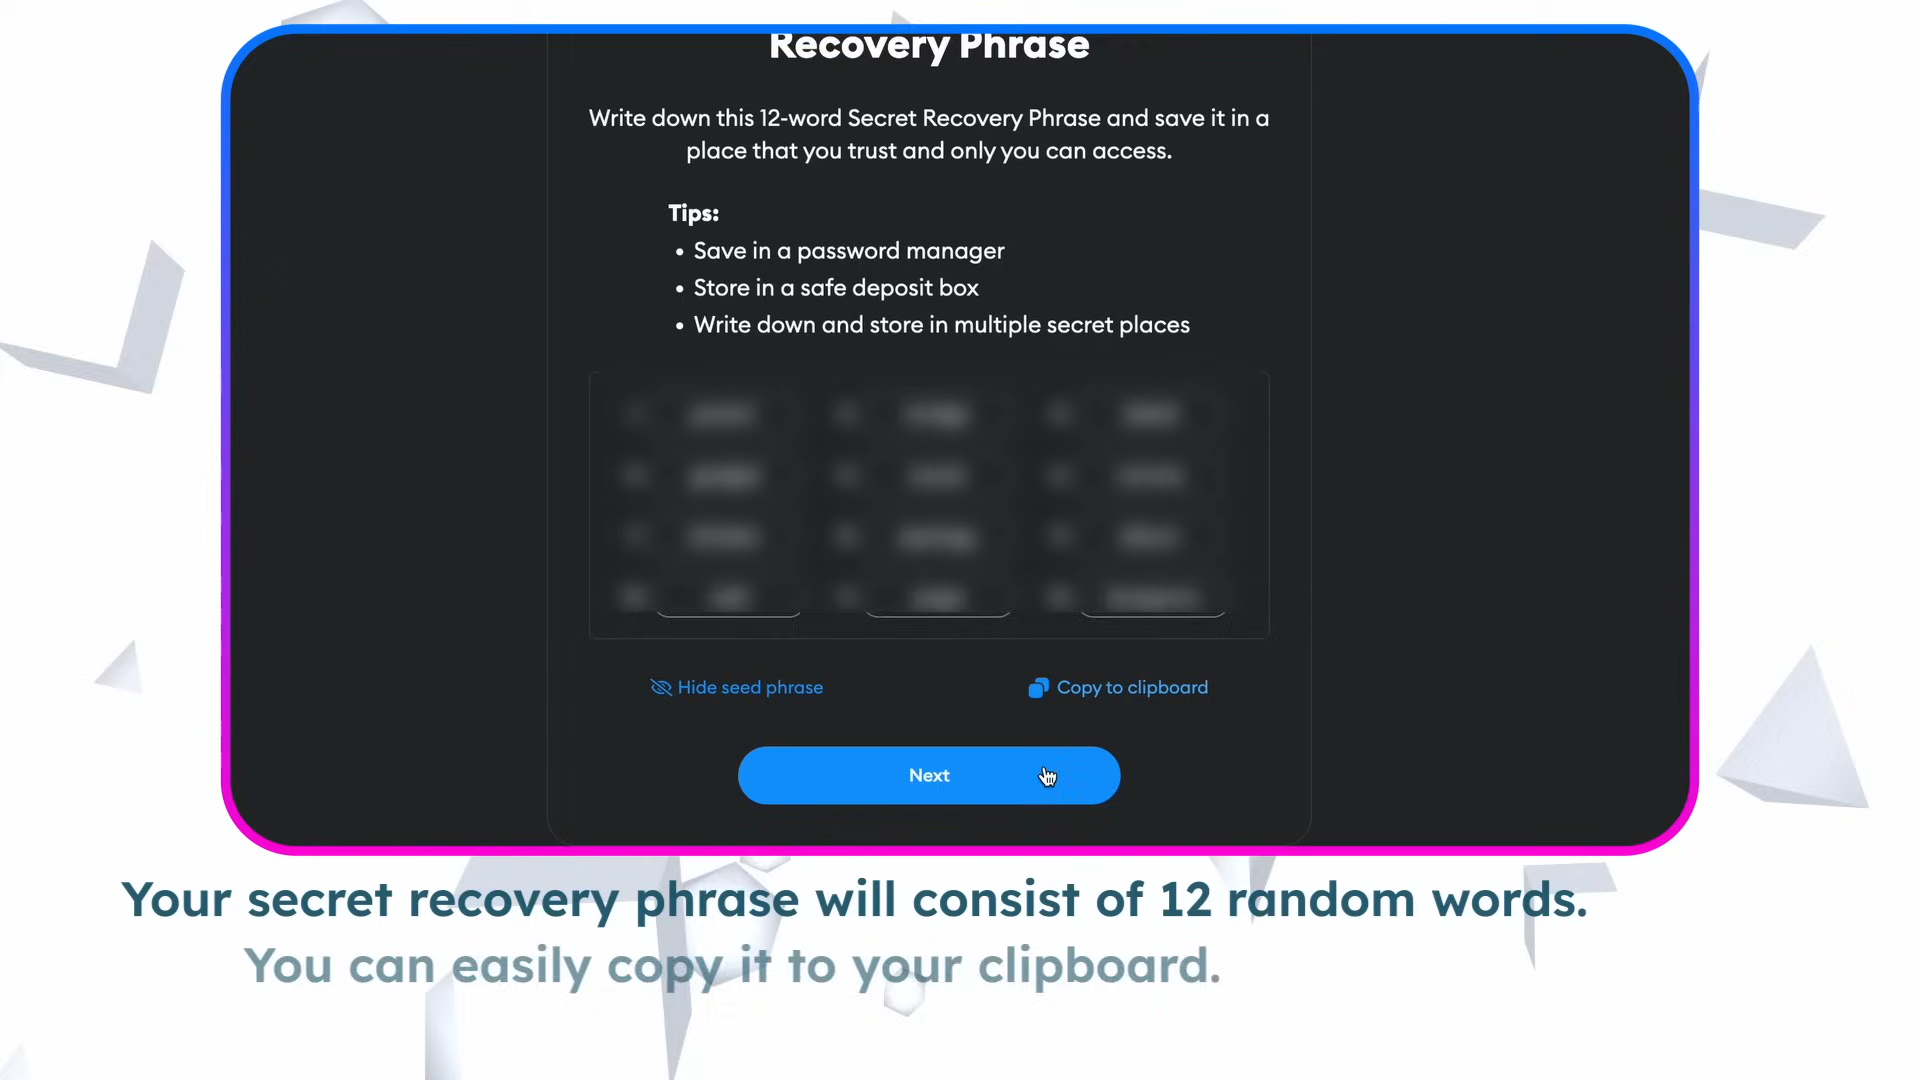 Recovery Phrase
Write down this 12-word Secret Recovery Phrase and save it in a
place that you trust and only you can access.
Tips:
• Save in a password manager
• Store in a safe deposit box
• Write down and store in multiple secret places
Hide seed phrase
Copy to clipboard
Next
Your secret recovery phrase will consist of 12 random words.
You can easily copy it to your clipboard.